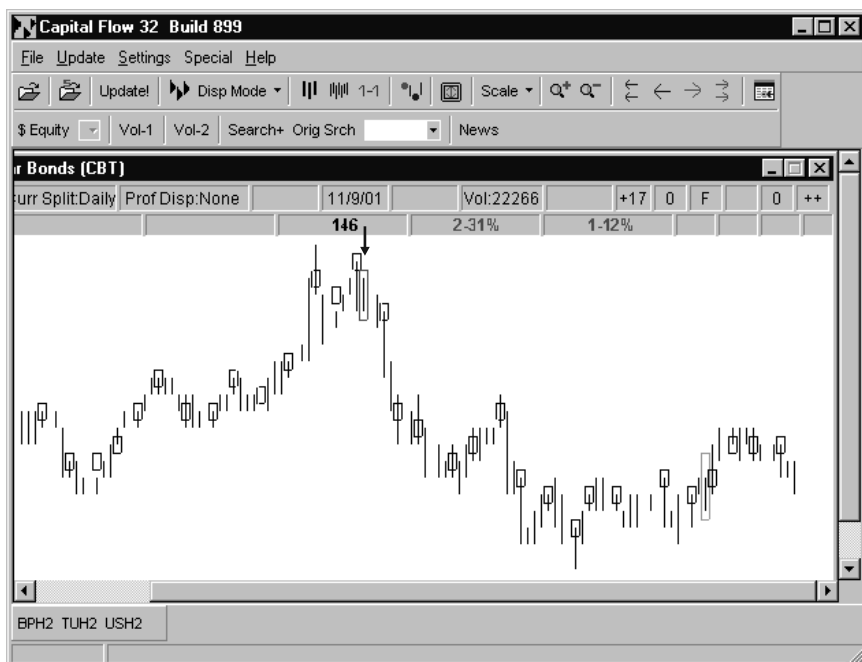 Capital Flow 32 Build 899
File Update Settings Special Help
Update! Disp Mode 1-1 Scale
$ Equity Vol-1 Vol-2 Search+ Orig Srch News
r Bonds (CBT)
urr Split:Daily Prof Disp:None 11/9/01 Vol:22266 +17 0 F 0 ++
146 2-31% 1-12%
BPH2 TUH2 USH2